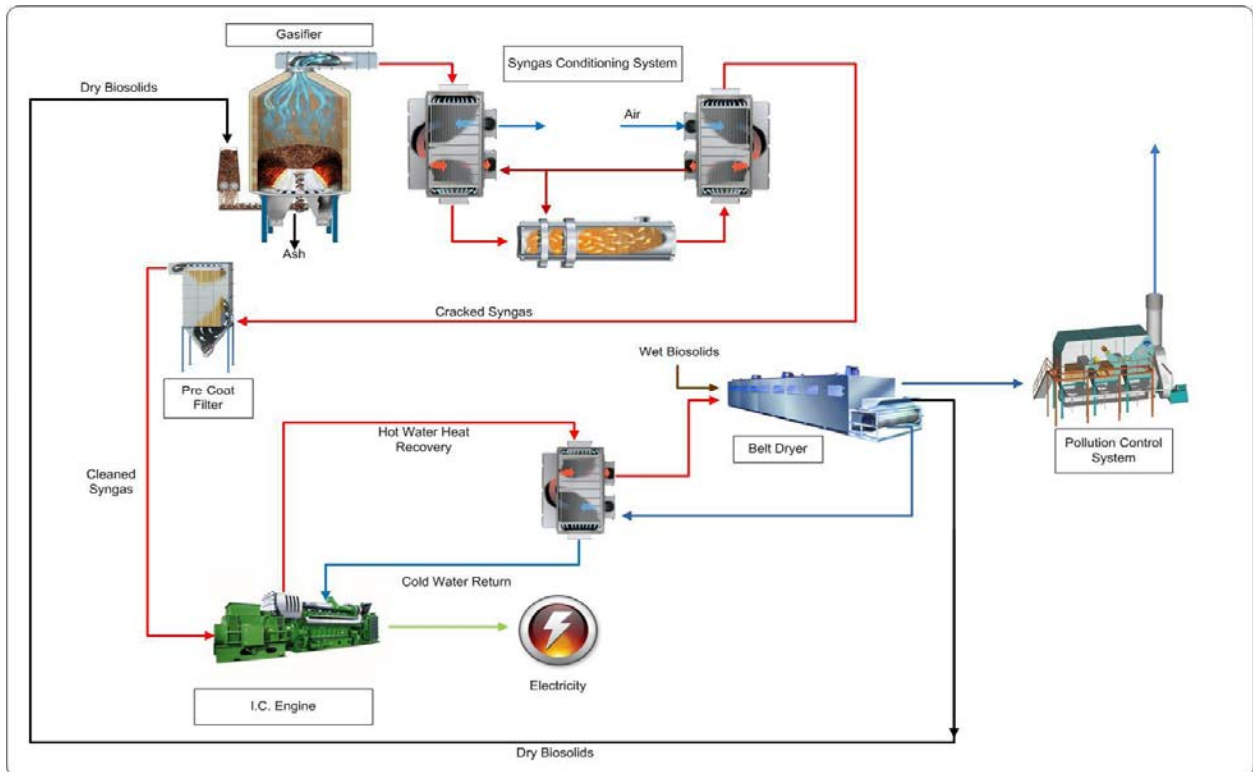 Gasifier
Syngas Conditioning System
Dry Biosolids
Air
Ash
Cracked Syngas
Pre-Coat
Filter
Wet Biosolids
Belt Dryer
Pollution Control
System
Hot Water Heat
Recovery
Cleaned
Syngas
Cold Water Return
Electricity
I.C. Engine
Dry Biosolids